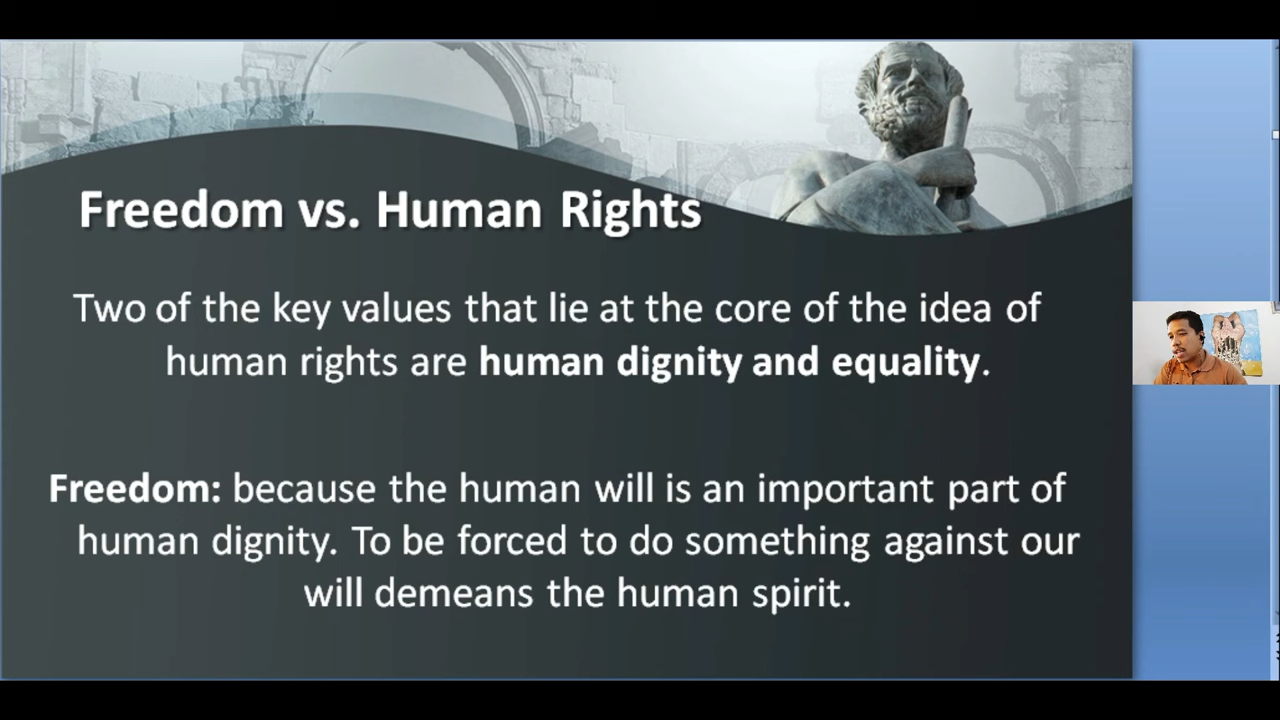 Freedom vs. Human Rights
Two of the key values that lie at the core of the idea of
human rights are human dignity and equality.
Freedom: because the human will is an important part of
human dignity. To be forced to do something against our
will demeans the human spirit.